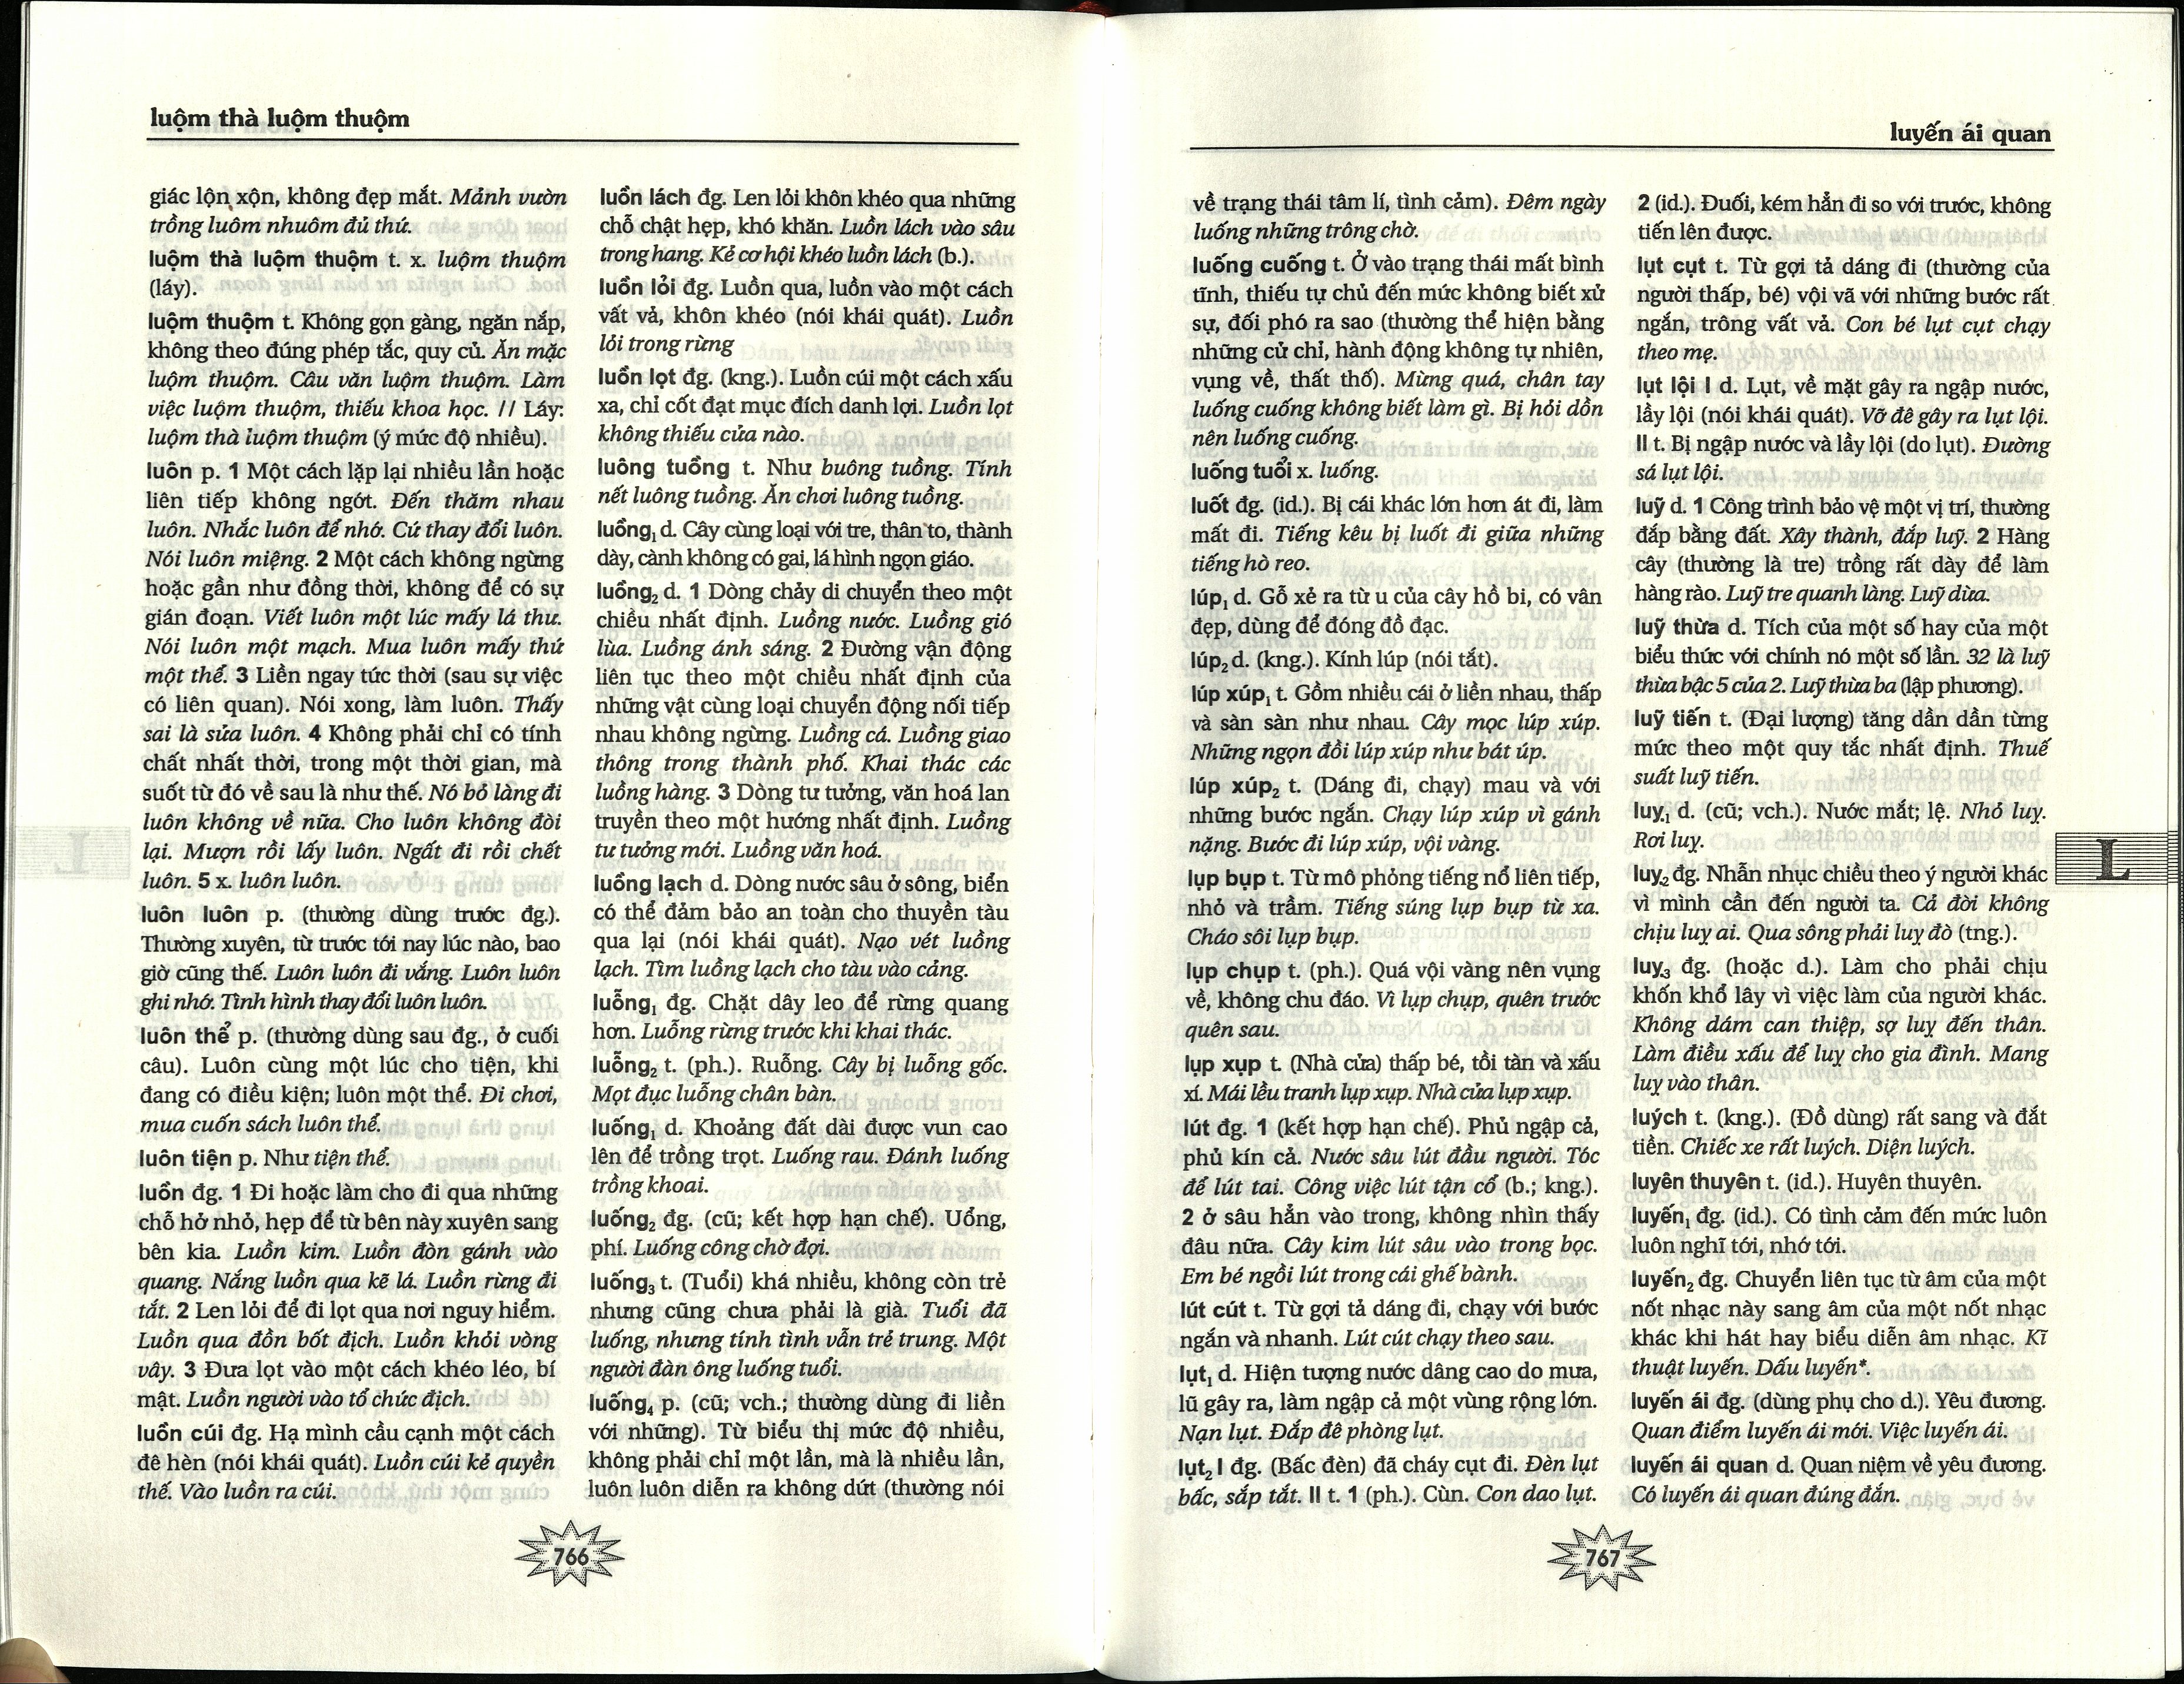 luộm thà luộm thuộm
giác lộn xộn, không đẹp mắt. Mảnh vườn
trồng luôm nhuôm đủ thứ.
luộm thà luộm thuộm t. x. luộm thuộm
(láy).
luộm thuộm t. Không gọn gàng, ngăn nắp,
không theo đúng phép tắc, quy củ. Ăn mặc
luộm thuộm. Câu văn luộm thuộm. Làm
việc luộm thuộm, thiếu khoa học. // Láy:
luộm thà luộm thuộm (ý mức độ nhiều).
luôn p. 1 Một cách lặp lại nhiều lần hoặc
liên tiếp không ngớt. Đến thăm nhau
luôn. Nhắc luôn để nhớ. Cứ thay đổi luôn.
Nói luôn miệng. 2 Một cách không ngừng
hoặc gần như đồng thời, không để có sự
gián đoạn. Viết luôn một lúc mấy lá thư.
Nói luôn một mạch. Mua luôn mấy thứ
một thể. 3 Liền ngay tức thời (sau sự việc
có liên quan). Nói xong, làm luôn. Thấy
sai là sửa luôn. 4 Không phải chỉ có tính
chất nhất thời, trong một thời gian, mà
suốt từ đó về sau là như thế. Nó bỏ làng đi
luôn không về nữa. Cho luôn không đòi
lại. Mượn rồi lấy luôn. Ngất đi rồi chết
luôn. 5 x. luôn luôn.
luôn luôn p. (thường dùng trước đg.).
Thường xuyên, từ trước tới nay lúc nào, bao
giờ cũng thế. Luôn luôn đi vắng. Luôn luôn
ghi nhớ. Tình hình thay đổi luôn luôn.
luôn thể p. (thường dùng sau đg., ở cuối
câu). Luôn cùng một lúc cho tiện, khi
đang có điều kiện; luôn một thể. Đi chơi,
mua cuốn sách luôn thể.
luôn tiện p. Như tiện thể.
luồn đg. 1 Đi hoặc làm cho đi qua những
chỗ hở nhỏ, hẹp để từ bên này xuyên sang
bên kia. Luồn kim. Luồn đòn gánh vào
quang. Nắng luồn qua kẽ lá. Luồn rừng đi
tắt. 2 Len lỏi để đi lọt qua nơi nguy hiểm.
Luồn qua đồn bốt địch. Luồn khỏi vòng
vây. 3 Đưa lọt vào một cách khéo léo, bí
mật. Luồn người vào tổ chức địch.
luồn cúi đg. Hạ mình cầu cạnh một cách
đê hèn (nói khái quát). Luồn cúi kẻ quyền
thế. Vào luồn ra cúi.
luồn lách đg. Len lỏi khôn khéo qua những
chỗ chật hẹp, khó khăn. Luồn lách vào sâu
trong hang. Kẻ cơ hội khéo luồn lách (b.).
luồn lỏi đg. Luồn qua, luồn vào một cách
vất vả, khôn khéo (nói khái quát). Luồn
lỏi trong rừng
luồn lọt đg. (kng.). Luồn cúi một cách xấu
xa, chỉ cốt đạt mục đích danh lợi. Luồn lọt
không thiếu cửa nào.
luông tuồng t. Như buông tuồng. Tính
nết luông tuồng. Ăn chơi luông tuồng.
luồng₁ d. Cây cùng loại với tre, thân to, thành
dày, cành không có gai, lá hình ngọn giáo.
luồng₂ d. 1 Dòng chảy di chuyển theo một
chiều nhất định. Luồng nước. Luồng gió
lùa. Luồng ánh sáng. 2 Đường vận động
liên tục theo một chiều nhất định của
những vật cùng loại chuyển động nối tiếp
nhau không ngừng. Luồng cá. Luồng giao
thông trong thành phố. Khai thác các
luồng hàng. 3 Dòng tư tưởng, văn hoá lan
truyền theo một hướng nhất định. Luồng
tư tưởng mới. Luồng văn hoá.
luồng lạch d. Dòng nước sâu ở sông, biển
có thể đảm bảo an toàn cho thuyền tàu
qua lại (nói khái quát). Nạo vét luồng
lạch. Tìm luồng lạch cho tàu vào cảng.
luỗng₁ đg. Chặt dây leo để rừng quang
hơn. Luỗng rừng trước khi khai thác.
luỗng₂ t. (ph.). Ruỗng. Cây bị luỗng gốc.
Mọt đục luỗng chân bàn.
luống₁ d. Khoảng đất dài được vun cao
lên để trồng trọt. Luống rau. Đánh luống
trồng khoai.
luống₂ đg. (cũ; kết hợp hạn chế). Uổng,
phí. Luống công chờ đợi.
luống₃ t. (Tuổi) khá nhiều, không còn trẻ
nhưng cũng chưa phải là già. Tuổi đã
luống, nhưng tính tình vẫn trẻ trung. Một
người đàn ông luống tuổi.
luống₄ p. (cũ; vch.; thường dùng đi liền
với những). Từ biểu thị mức độ nhiều,
không phải chỉ một lần, mà là nhiều lần,
luôn luôn diễn ra không dứt (thường nói
766
luyến ái quan
về trạng thái tâm lí, tình cảm). Đêm ngày
luống những trông chờ.
luống cuống t. Ở vào trạng thái mất bình
tĩnh, thiếu tự chủ đến mức không biết xử
sự, đối phó ra sao (thường thể hiện bằng
những cử chỉ, hành động không tự nhiên,
vụng về, thất thố). Mừng quá, chân tay
luống cuống không biết làm gì. Bị hỏi dồn
nên luống cuống.
luống tuổi x. luống.
luốt đg. (id.). Bị cái khác lớn hơn át đi, làm
mất đi. Tiếng kêu bị luốt đi giữa những
tiếng hò reo.
lúp₁ d. Gỗ xẻ ra từ u của cây hồ bi, có vân
đẹp, dùng để đóng đồ đạc.
lúp₂ d. (kng.). Kính lúp (nói tắt).
lúp xúp₁ t. Gồm nhiều cái ở liền nhau, thấp
và sàn sàn như nhau. Cây mọc lúp xúp.
Những ngọn đồi lúp xúp như bát úp.
lúp xúp₂ t. (Dáng đi, chạy) mau và với
những bước ngắn. Chạy lúp xúp vì gánh
nặng. Bước đi lúp xúp, vội vàng.
lụp bụp t. Từ mô phỏng tiếng nổ liên tiếp,
nhỏ và trầm. Tiếng súng lụp bụp từ xa.
Cháo sôi lụp bụp.
lụp chụp t. (ph.). Quá vội vàng nên vụng
về, không chu đáo. Vì lụp chụp, quên trước
quên sau.
lụp xụp t. (Nhà cửa) thấp bé, tồi tàn và xấu
xí. Mái lều tranh lụp xụp. Nhà cửa lụp xụp.
lút đg. 1 (kết hợp hạn chế). Phủ ngập cả,
phủ kín cả. Nước sâu lút đầu người. Tóc
để lút tai. Công việc lút tận cổ (b.; kng.).
2 ở sâu hẳn vào trong, không nhìn thấy
đâu nữa. Cây kim lút sâu vào trong bọc.
Em bé ngồi lút trong cái ghế bành.
lút cút t. Từ gợi tả dáng đi, chạy với bước
ngắn và nhanh. Lút cút chạy theo sau.
lụt₁ d. Hiện tượng nước dâng cao do mưa,
lũ gây ra, làm ngập cả một vùng rộng lớn.
Nạn lụt. Đắp đê phòng lụt.
lụt₂ I đg. (Bấc đèn) đã cháy cụt đi. Đèn lụt
bấc, sắp tắt. II t. 1 (ph.). Cùn. Con dao lụt.
2 (id.). Đuối, kém hẳn đi so với trước, không
tiến lên được.
lụt cụt t. Từ gợi tả dáng đi (thường của
người thấp, bé) vội vã với những bước rất
ngắn, trông vất vả. Con bé lụt cụt chạy
theo mẹ.
lụt lội I d. Lụt, về mặt gây ra ngập nước,
lầy lội (nói khái quát). Vỡ đê gây ra lụt lội.
II t. Bị ngập nước và lầy lội (do lụt). Đường
sá lụt lội.
luỹ d. 1 Công trình bảo vệ một vị trí, thường
đắp bằng đất. Xây thành, đắp luỹ. 2 Hàng
cây (thường là tre) trồng rất dày để làm
hàng rào. Luỹ tre quanh làng. Luỹ dừa.
luỹ thừa d. Tích của một số hay của một
biểu thức với chính nó một số lần. 32 là luỹ
thừa bậc 5 của 2. Luỹ thừa ba (lập phương).
luỹ tiến t. (Đại lượng) tăng dần dần từng
mức theo một quy tắc nhất định. Thuế
suất luỹ tiến.
luỵ₁ d. (cũ; vch.). Nước mắt; lệ. Nhỏ luỵ.
Rơi luỵ.
luỵ₂ đg. Nhẫn nhục chiều theo ý người khác
vì mình cần đến người ta. Cả đời không
chịu luỵ ai. Qua sông phải luỵ đò (tng.).
luỵ₃ đg. (hoặc d.). Làm cho phải chịu
khốn khổ lây vì việc làm của người khác.
Không dám can thiệp, sợ luỵ đến thân.
Làm điều xấu để luỵ cho gia đình. Mang
luỵ vào thân.
luých t. (kng.). (Đồ dùng) rất sang và đắt
tiền. Chiếc xe rất luých. Diện luých.
luyên thuyên t. (id.). Huyên thuyên.
luyến₁ đg. (id.). Có tình cảm đến mức luôn
luôn nghĩ tới, nhớ tới.
luyến₂ đg. Chuyển liên tục từ âm của một
nốt nhạc này sang âm của một nốt nhạc
khác khi hát hay biểu diễn âm nhạc. Kĩ
thuật luyến. Dấu luyến*.
luyến ái đg. (dùng phụ cho d.). Yêu đương.
Quan điểm luyến ái mới. Việc luyến ái.
luyến ái quan d. Quan niệm về yêu đương.
Có luyến ái quan đúng đắn.
L
767